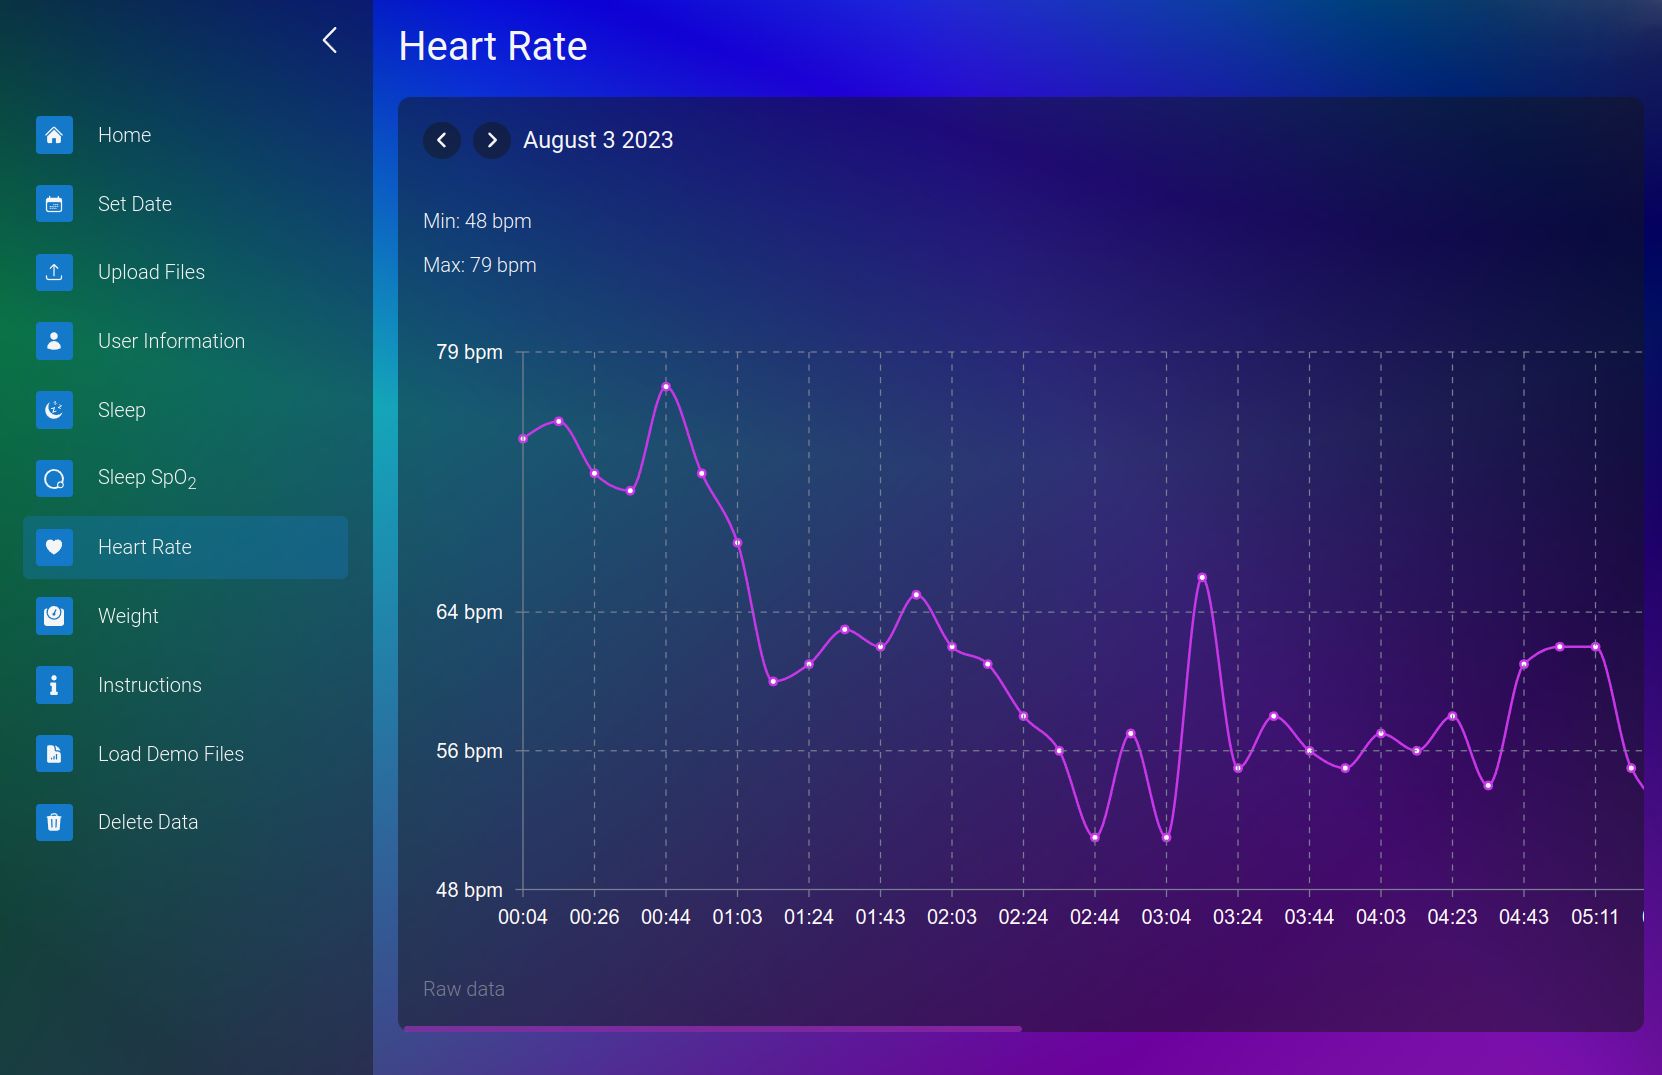 Heart Rate
Home
Set Date
Upload Files
User Information
Sleep
Sleep SpO₂
Heart Rate
Weight
Instructions
Load Demo Files
Delete Data
August 3 2023
Min: 48 bpm
Max: 79 bpm
79 bpm
64 bpm
56 bpm
48 bpm
00:04 00:26 00:44 01:03 01:24 01:43 02:03 02:24 02:44 03:04 03:24 03:44 04:03 04:23 04:43 05:11
Raw data